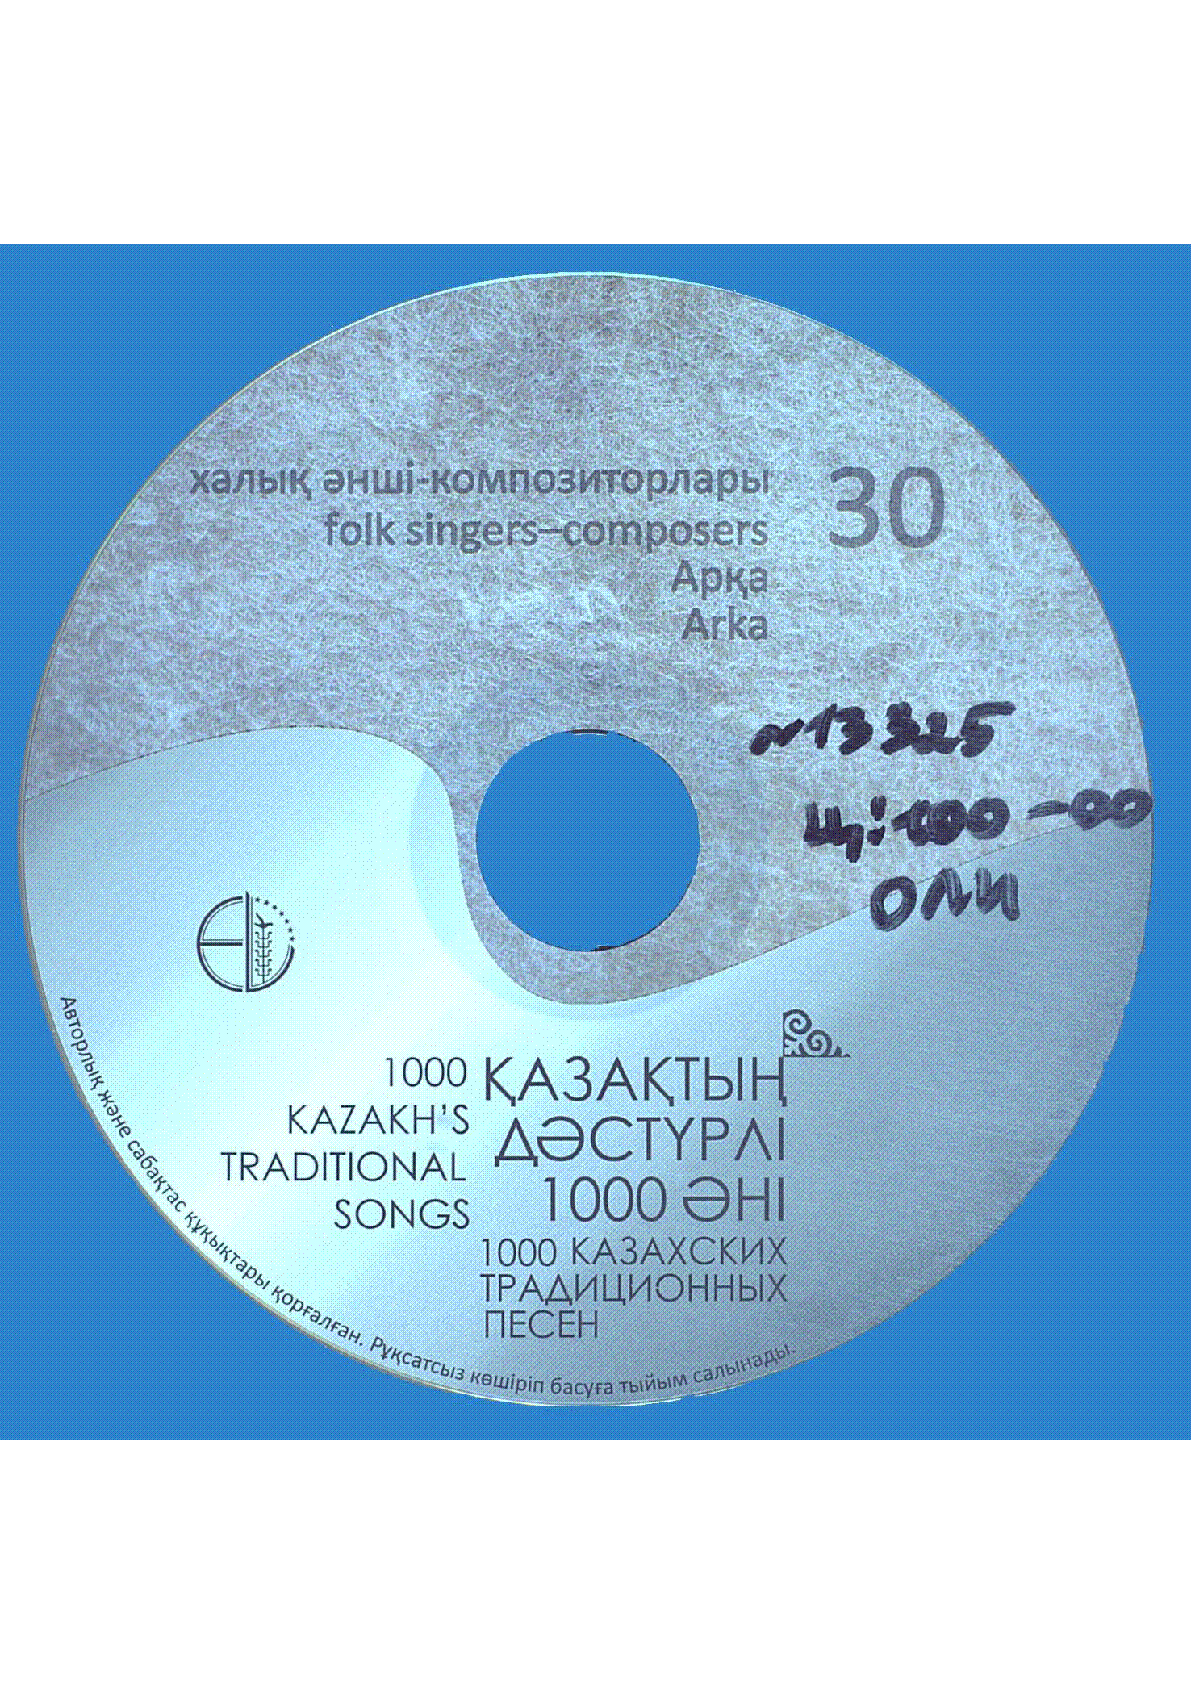 халық әнші-композиторлары
folk singers–composers
Арқа
Arka
30
№13325
Ц:100-00
ОЛИ
1000
KAZAKH'S
TRADITIONAL
SONGS
ҚАЗАҚТЫҢ
ДӘСТҮРЛІ
1000 ӘНІ
1000 КАЗАХСКИХ
ТРАДИЦИОННЫХ
ПЕСЕН
Авторлық және сабақтас құқықтары қорғалған. Рұқсатсыз көшіріп басуға тыйым салынады.